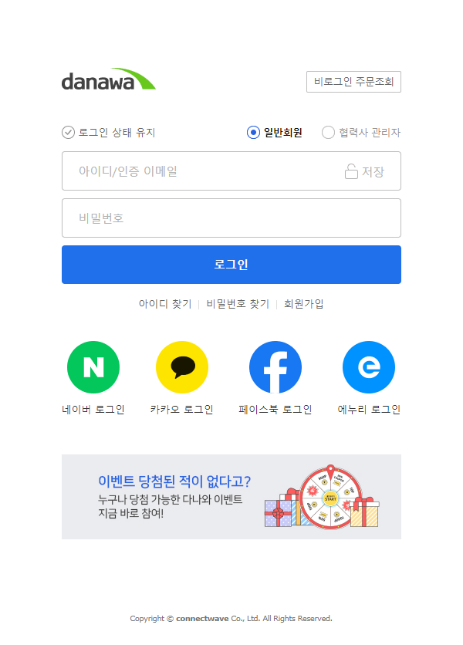 danawa
비로그인 주문조회
로그인 상태 유지
일반회원
협력사 관리자
아이디/인증 이메일
저장
비밀번호
로그인
아이디 찾기 | 비밀번호 찾기 | 회원가입
네이버 로그인
카카오 로그인
페이스북 로그인
에누리 로그인
이벤트 당첨된 적이 없다고?
누구나 당첨 가능한 다나와 이벤트
지금 바로 참여!
START
Copyright © connectwave Co., Ltd. All Rights Reserved.